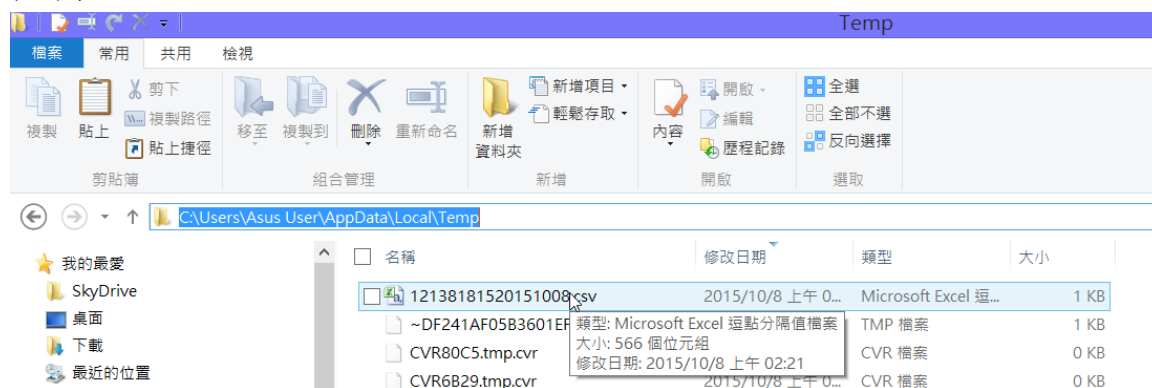 Temp
檔案 常用 共用 檢視
複製 貼上 剪下 複製路徑 貼上捷徑
移至 複製到 刪除 重新命名
新增資料夾 新增項目 輕鬆存取
內容 開啟 編輯 歷程記錄
全選 全部不選 反向選擇
剪貼簿 組合管理 新增 開啟 選取
C:\Users\Asus User\AppData\Local\Temp
我的最愛
SkyDrive
桌面
下載
最近的位置
名稱 修改日期 類型 大小
12138181520151008.csv 2015/10/8 上午 0... Microsoft Excel 逗... 1 KB
~DF241AF05B3601EF TMP 檔案 1 KB
CVR80C5.tmp.cvr CVR 檔案 0 KB
CVR6B29.tmp.cvr 2015/10/8 上午 0... CVR 檔案 0 KB
類型: Microsoft Excel 逗點分隔值檔案
大小: 566 個位元組
修改日期: 2015/10/8 上午 02:21